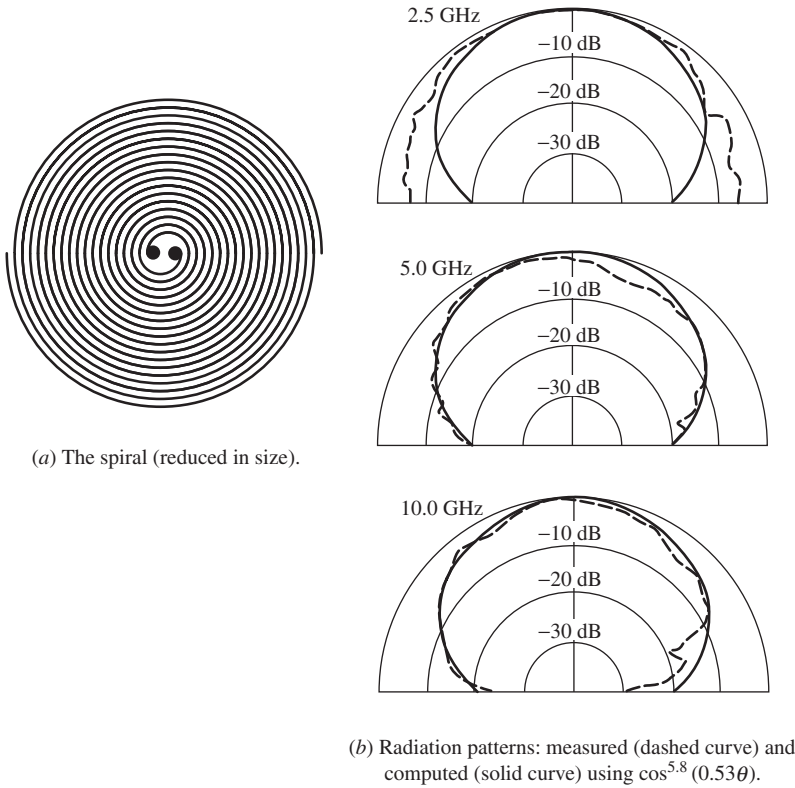 2.5 GHz
−10 dB
−20 dB
−30 dB
5.0 GHz
−10 dB
−20 dB
−30 dB
(a) The spiral (reduced in size).
10.0 GHz
−10 dB
−20 dB
−30 dB
(b) Radiation patterns: measured (dashed curve) and
computed (solid curve) using cos^5.8 (0.53θ).